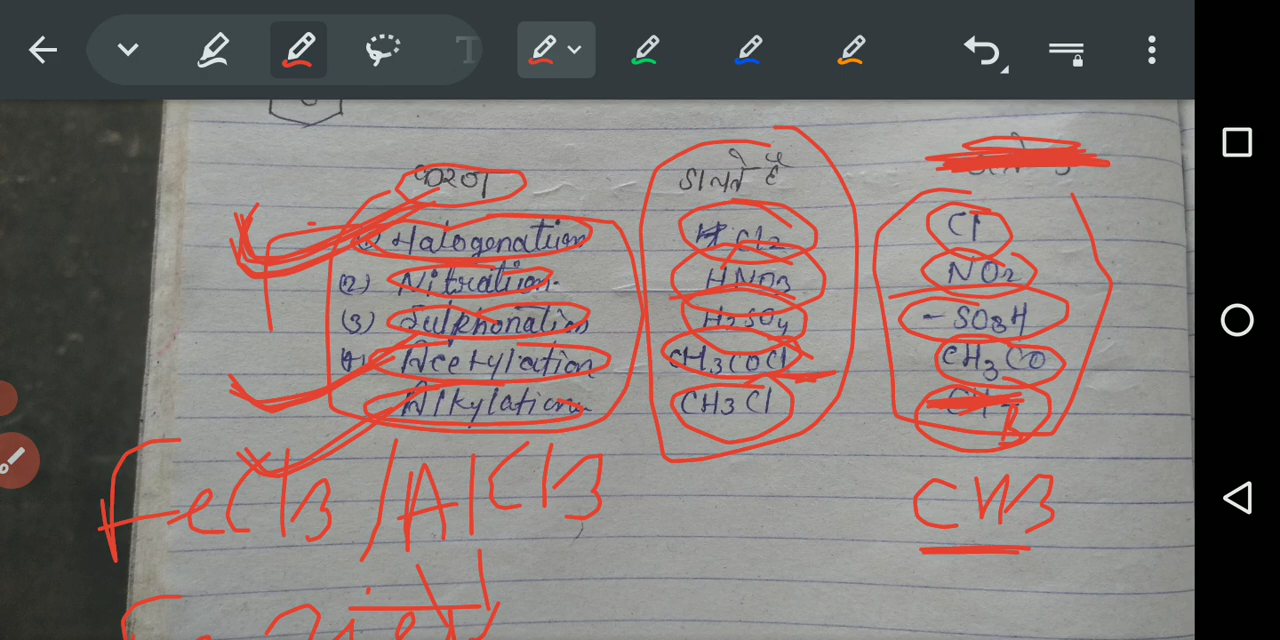 (1) Halogenation Cl2 Cl
(2) Nitration HNO3 NO2
(3) Sulphonation H2SO4 -SO3H
(4) Acetylation CH3COCl CH3CO
Alkylation CH3Cl
FeCl3/AlCl3 CH3